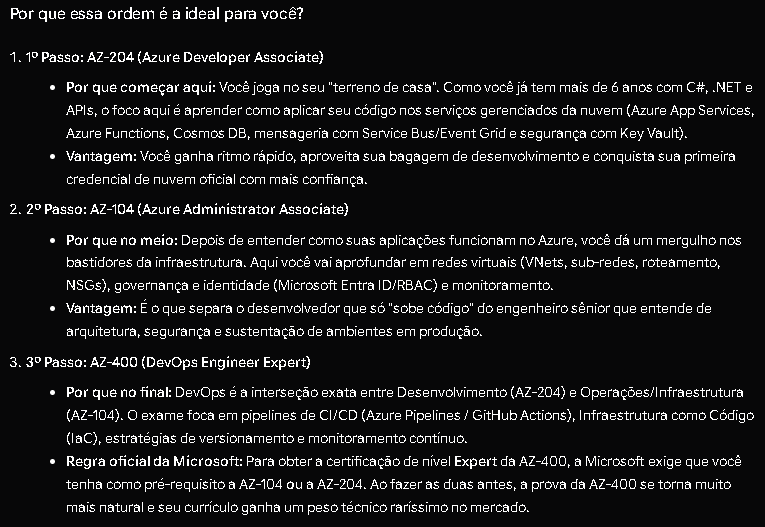 Por que essa ordem é a ideal para você?
1. 1º Passo: AZ-204 (Azure Developer Associate)
• Por que começar aqui: Você joga no seu "terreno de casa". Como você já tem mais de 6 anos com C#, .NET e
APIs, o foco aqui é aprender como aplicar seu código nos serviços gerenciados da nuvem (Azure App Services,
Azure Functions, Cosmos DB, mensageria com Service Bus/Event Grid e segurança com Key Vault).
• Vantagem: Você ganha ritmo rápido, aproveita sua bagagem de desenvolvimento e conquista sua primeira
credencial de nuvem oficial com mais confiança.
2. 2º Passo: AZ-104 (Azure Administrator Associate)
• Por que no meio: Depois de entender como suas aplicações funcionam no Azure, você dá um mergulho nos
bastidores da infraestrutura. Aqui você vai aprofundar em redes virtuais (VNets, sub-redes, roteamento,
NSGs), governança e identidade (Microsoft Entra ID/RBAC) e monitoramento.
• Vantagem: É o que separa o desenvolvedor que só "sobe código" do engenheiro sênior que entende de
arquitetura, segurança e sustentação de ambientes em produção.
3. 3º Passo: AZ-400 (DevOps Engineer Expert)
• Por que no final: DevOps é a interseção exata entre Desenvolvimento (AZ-204) e Operações/Infraestrutura
(AZ-104). O exame foca em pipelines de CI/CD (Azure Pipelines / GitHub Actions), Infraestrutura como Código
(IaC), estratégias de versionamento e monitoramento contínuo.
• Regra oficial da Microsoft: Para obter a certificação de nível Expert da AZ-400, a Microsoft exige que você
tenha como pré-requisito a AZ-104 ou a AZ-204. Ao fazer as duas antes, a prova da AZ-400 se torna muito
mais natural e seu currículo ganha um peso técnico raríssimo no mercado.